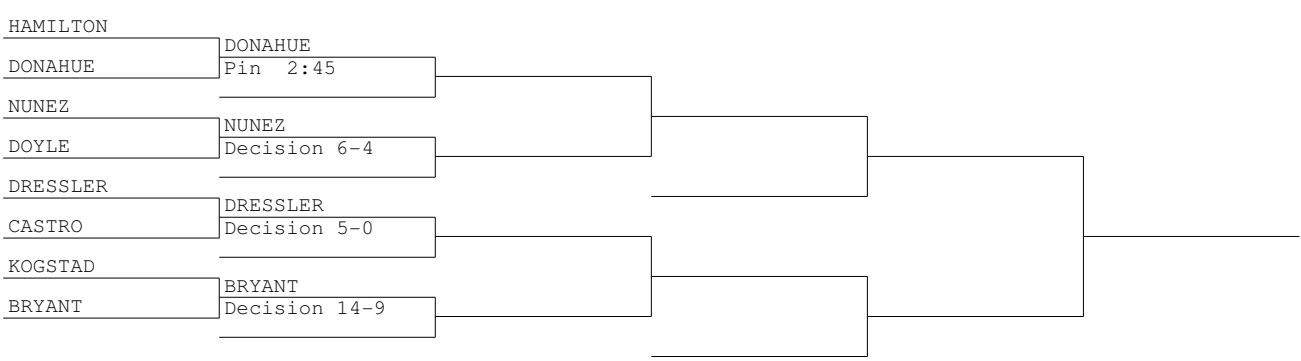 HAMILTON
DONAHUE
DONAHUE
Pin  2:45
NUNEZ
NUNEZ
DOYLE
Decision 6-4
DRESSLER
DRESSLER
CASTRO
Decision 5-0
KOGSTAD
BRYANT
BRYANT
Decision 14-9